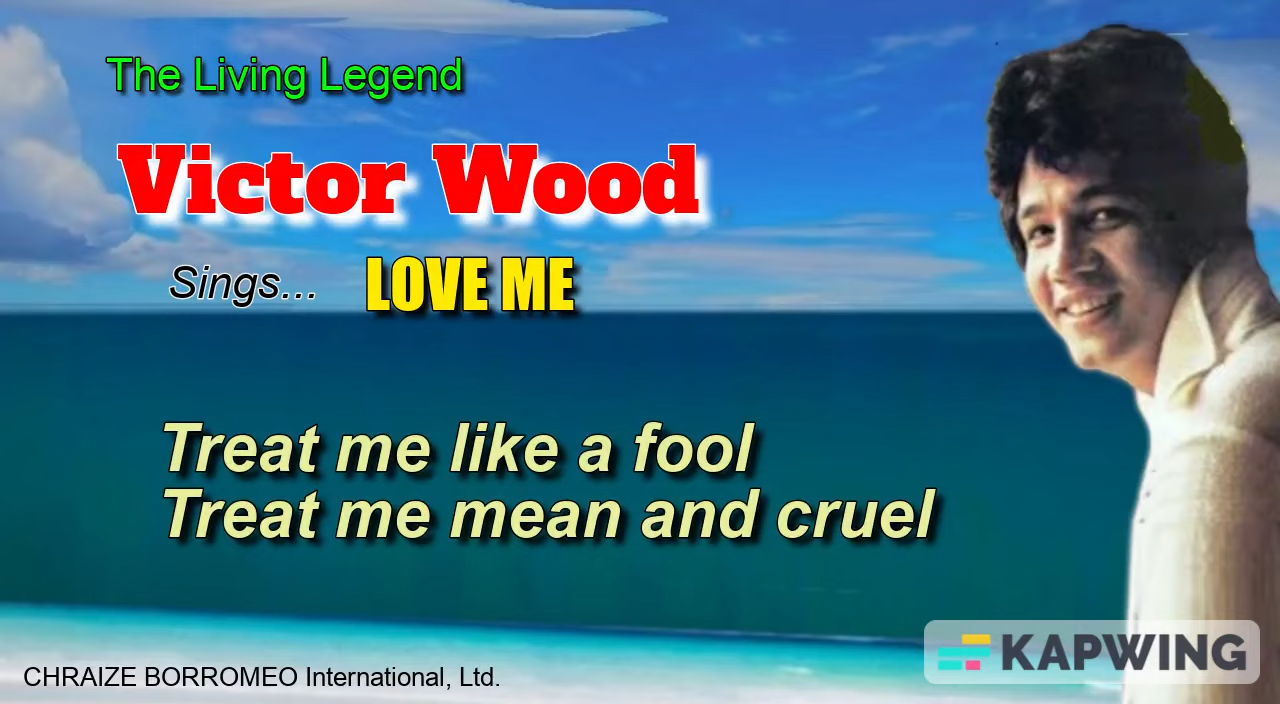 The Living Legend
Victor Wood
Sings... LOVE ME
Treat me like a fool
Treat me mean and cruel
KAPWING
CHRAIZE BORROMEO International, Ltd.